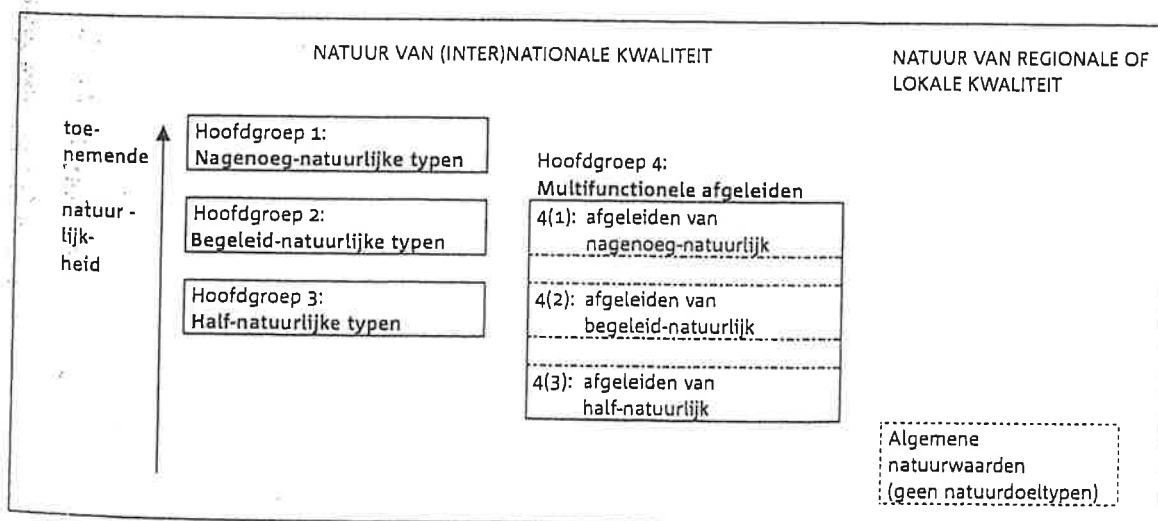 NATUUR VAN (INTER)NATIONALE KWALITEIT
NATUUR VAN REGIONALE OF
LOKALE KWALITEIT
toe-
nemende
natuur -
lijk-
heid
Hoofdgroep 1:
Nagenoeg-natuurlijke typen
Hoofdgroep 2:
Begeleid-natuurlijke typen
Hoofdgroep 3:
Half-natuurlijke typen
Hoofdgroep 4:
Multifunctionele afgeleiden
4(1): afgeleiden van
nagenoeg-natuurlijk
4(2): afgeleiden van
begeleid-natuurlijk
4(3): afgeleiden van
half-natuurlijk
Algemene
natuurwaarden
(geen natuurdoeltypen)